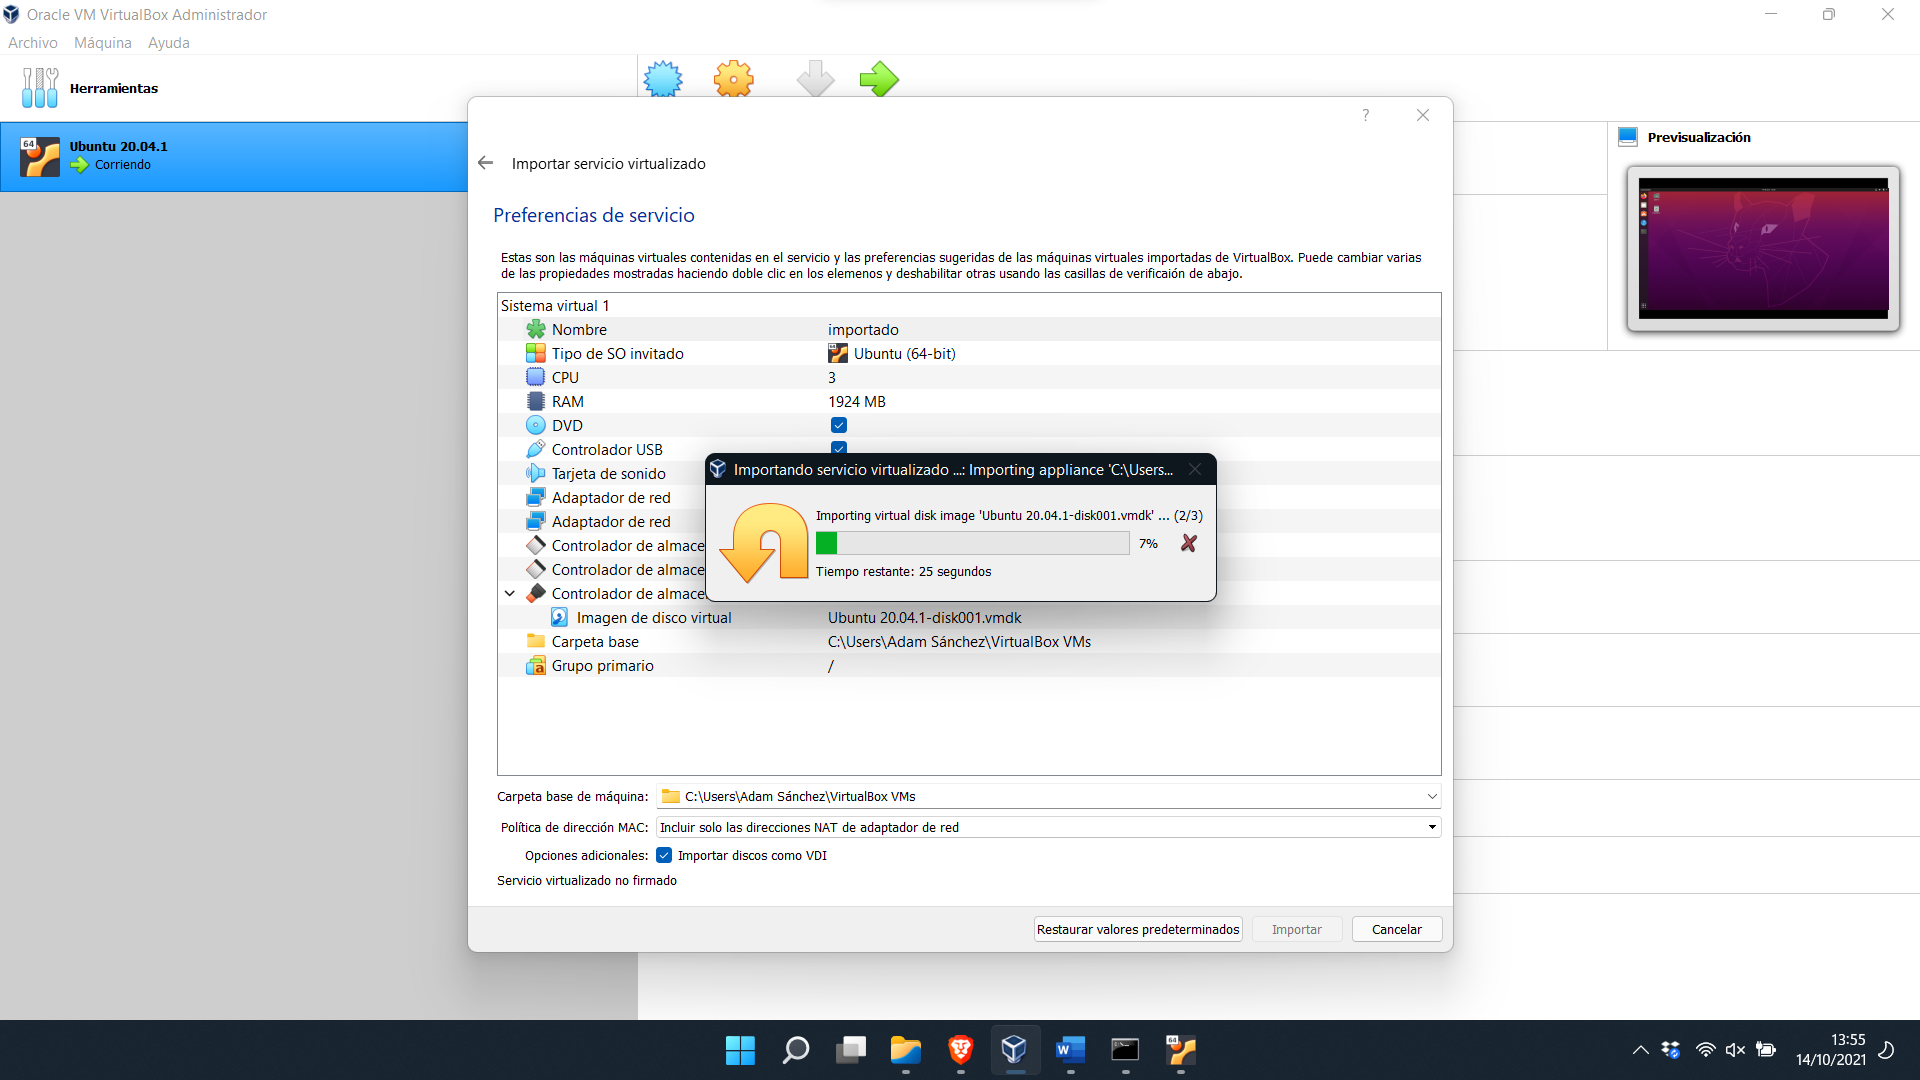 Oracle VM VirtualBox Administrador
Archivo Máquina Ayuda
Herramientas
64
Ubuntu 20.04.1
Corriendo
Previsualización
?
Importar servicio virtualizado
Preferencias de servicio
Estas son las máquinas virtuales contenidas en el servicio y las preferencias sugeridas de las máquinas virtuales importadas de VirtualBox. Puede cambiar varias
de las propiedades mostradas haciendo doble clic en los elemenos y deshabilitar otras usando las casillas de verificaión de abajo.
Sistema virtual 1
Nombre importado
Tipo de SO invitado Ubuntu (64-bit)
CPU 3
RAM 1924 MB
DVD
Controlador USB
Tarjeta de sonido
Adaptador de red
Adaptador de red
Controlador de almace
Controlador de almace
Controlador de almace
Imagen de disco virtual Ubuntu 20.04.1-disk001.vmdk
Carpeta base C:\Users\Adam Sánchez\VirtualBox VMs
Grupo primario /
Importando servicio virtualizado ...: Importing appliance 'C:\Users...
Importing virtual disk image 'Ubuntu 20.04.1-disk001.vmdk' ... (2/3)
7%
Tiempo restante: 25 segundos
Carpeta base de máquina: C:\Users\Adam Sánchez\VirtualBox VMs
Política de dirección MAC: Incluir solo las direcciones NAT de adaptador de red
Opciones adicionales: Importar discos como VDI
Servicio virtualizado no firmado
Restaurar valores predeterminados Importar Cancelar
64
13:55
14/10/2021